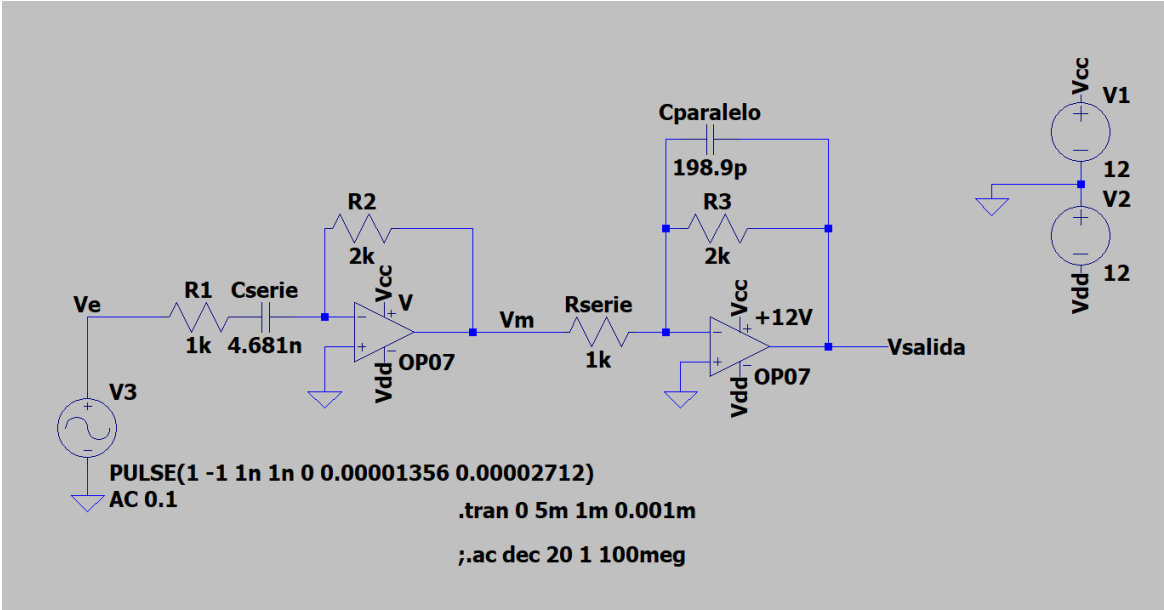 Vcc
V1
12
V2
12
Vdd
Cparalelo
198.9p
R3
2k
R2
2k
Vcc
V
+
−
−
+
OP07
Vdd
Ve
R1
1k
Cserie
4.681n
Vm
Rserie
1k
Vcc
+12V
+
−
−
+
OP07
Vdd
Vsalida
V3
+
−
PULSE(1 -1 1n 1n 0 0.00001356 0.00002712)
AC 0.1
.tran 0 5m 1m 0.001m
;.ac dec 20 1 100meg